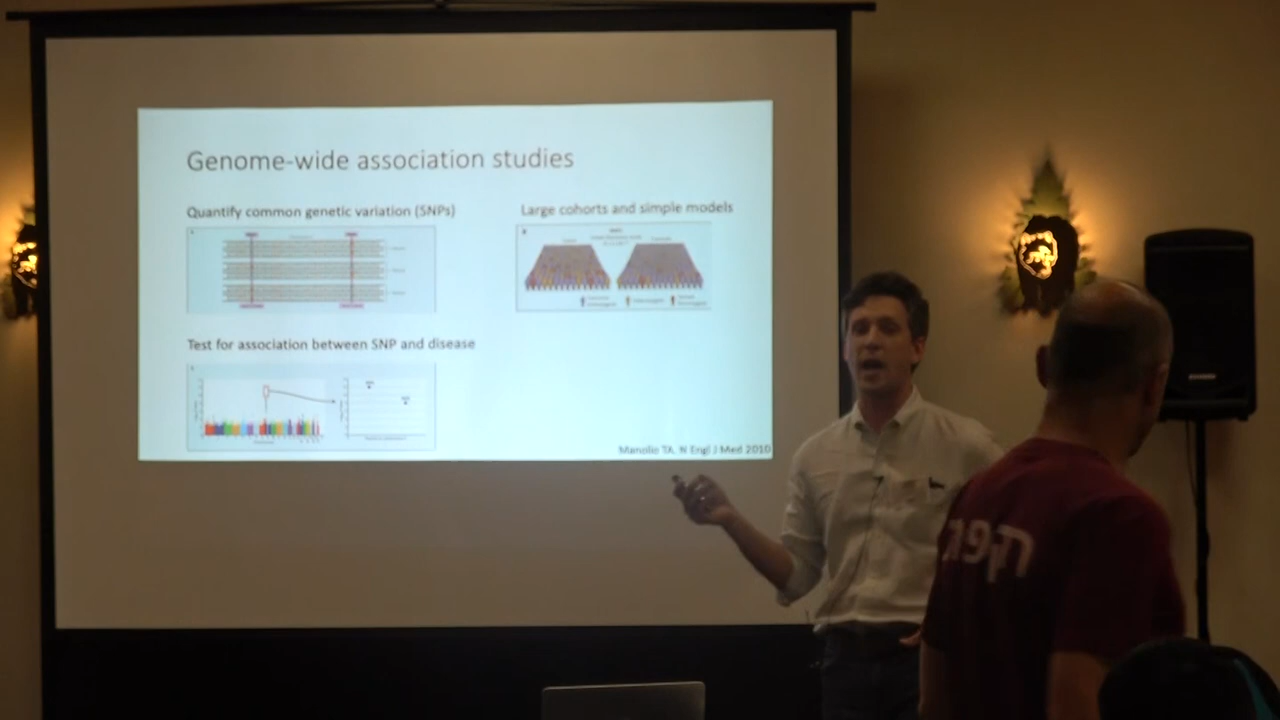 Genome-wide association studies
Quantify common genetic variation (SNPs)
Large cohorts and simple models
Test for association between SNP and disease
Manolio TA. N Engl J Med 2010